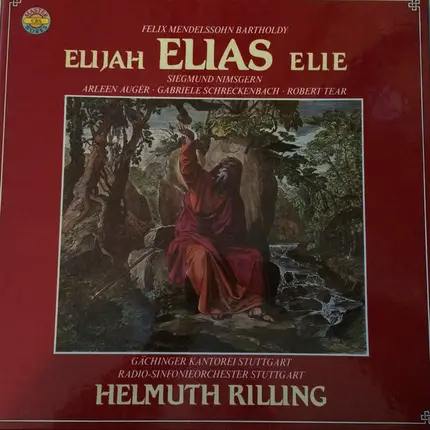 FELIX MENDELSSOHN BARTHOLDY
ELIJAH ELIAS ELIE
SIEGMUND NIMSGERN
ARLEEN AUGÉR · GABRIELE SCHRECKENBACH · ROBERT TEAR
GÄCHINGER KANTOREI STUTTGART
RADIO-SINFONIEORCHESTER STUTTGART
HELMUTH RILLING